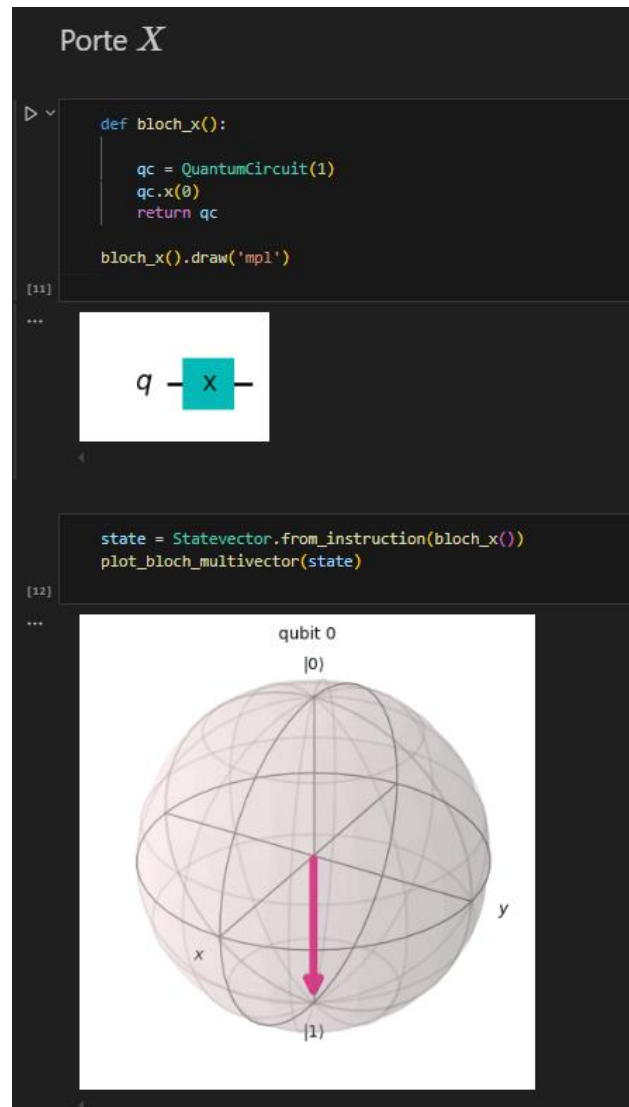 Porte X
def bloch_x():
qc = QuantumCircuit(1)
qc.x(0)
return qc
bloch_x().draw('mpl')
[11]
...
q X
state = Statevector.from_instruction(bloch_x())
plot_bloch_multivector(state)
[12]
...
qubit 0
|0⟩
y
x
|1⟩